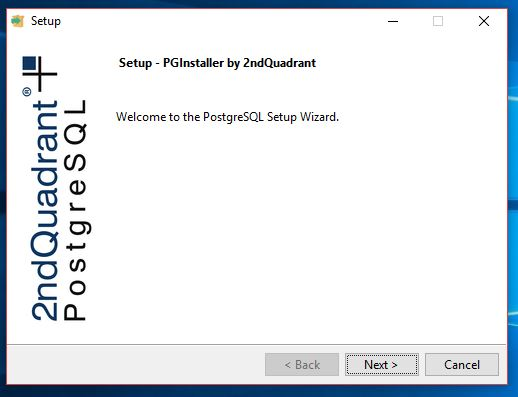 Setup
Setup - PGInstaller by 2ndQuadrant
Welcome to the PostgreSQL Setup Wizard.
2ndQuadrant®
PostgreSQL
< Back
Next >
Cancel